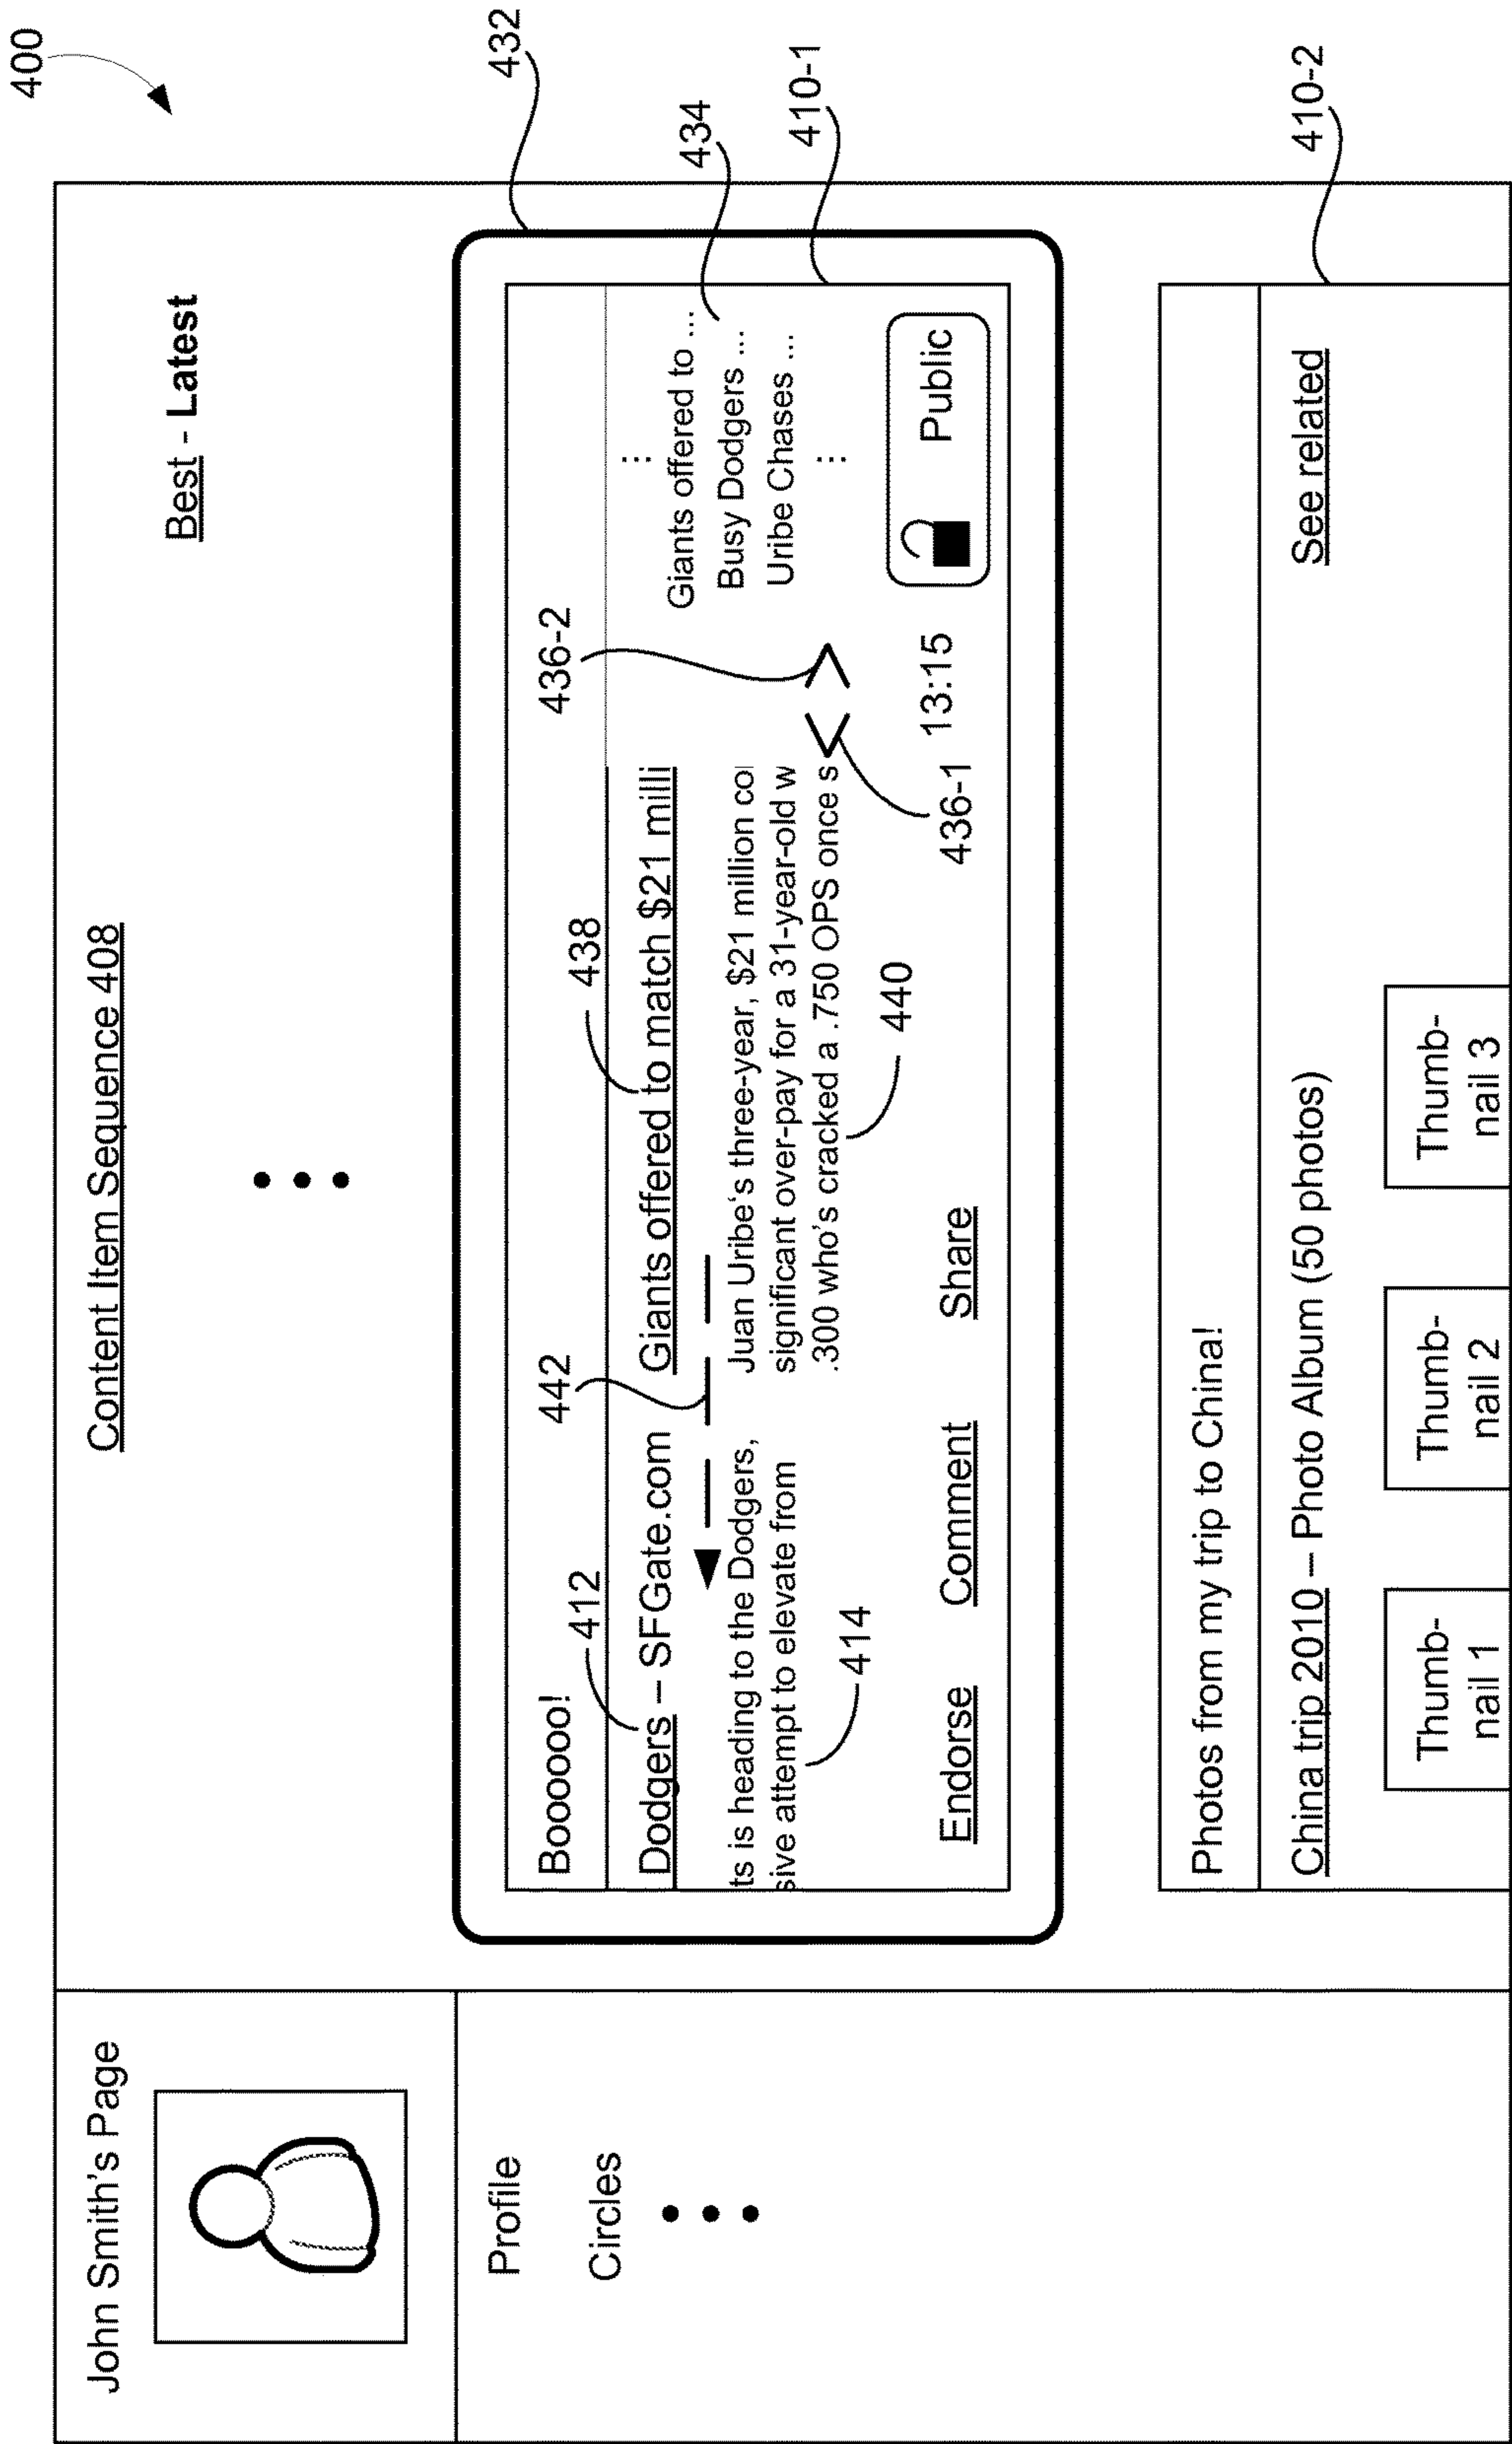 400
John Smith's Page
Profile
Circles
Content Item Sequence 408
Best - Latest
432
Boooooo!
412
442
438
436-2
434
Dodgers – SFGate.com
Giants offered to match $21 milli
ts is heading to the Dodgers,
sive attempt to elevate from
414
Juan Uribe's three-year, $21 million co
significant over-pay for a 31-year-old w
.300 who's cracked a .750 OPS once s
440
436-1
Giants offered to ...
Busy Dodgers ...
Uribe Chases ...
410-1
Endorse Comment Share
13:15
Public
410-2
Photos from my trip to China!
China trip 2010 – Photo Album (50 photos)
See related
Thumb-
nail 1
Thumb-
nail 2
Thumb-
nail 3